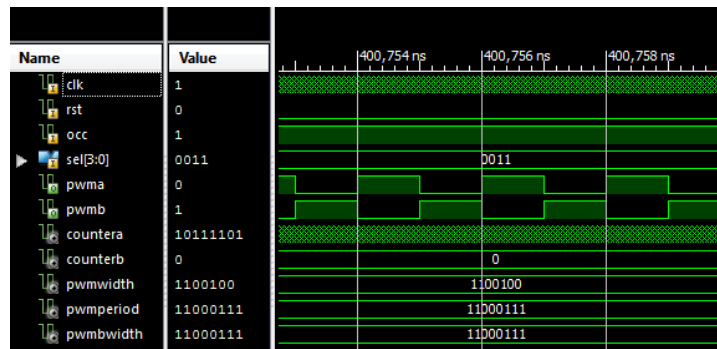 Name Value 400,754 ns 400,756 ns 400,758 ns
clk 1
rst 0
occ 1
sel[3:0] 0011 0011
pwma 0
pwmb 1
countera 10111101
counterb 0 0
pwmwidth 1100100 1100100
pwmperiod 11000111 11000111
pwmbwidth 11000111 11000111